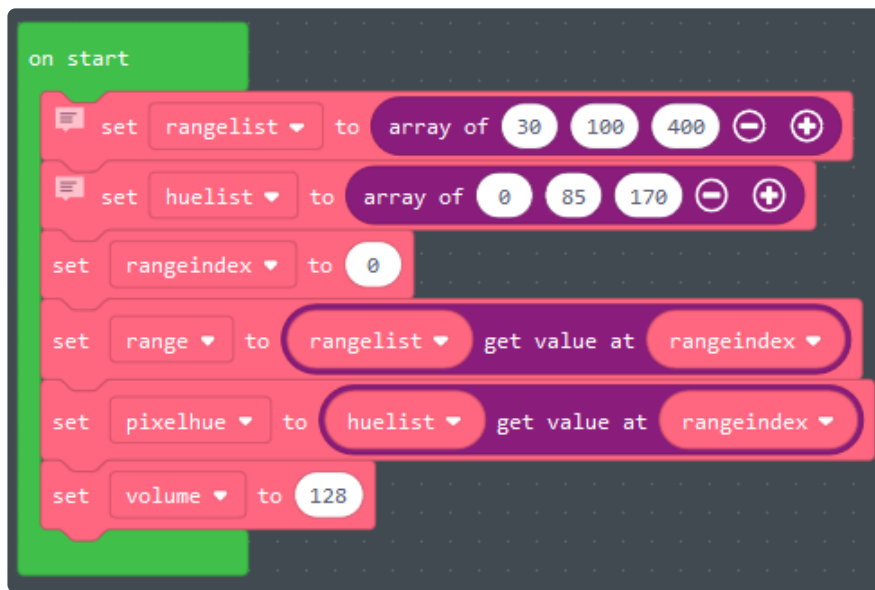 on start
set rangelist to array of 30 100 400
set huelist to array of 0 85 170
set rangeindex to 0
set range to rangelist get value at rangeindex
set pixelhue to huelist get value at rangeindex
set volume to 128